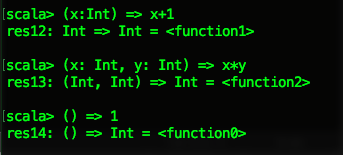 [scala> (x:Int) => x+1
res12: Int => Int = <function1>
[scala> (x: Int, y: Int) => x*y
res13: (Int, Int) => Int = <function2>
[scala> () => 1
res14: () => Int = <function0>